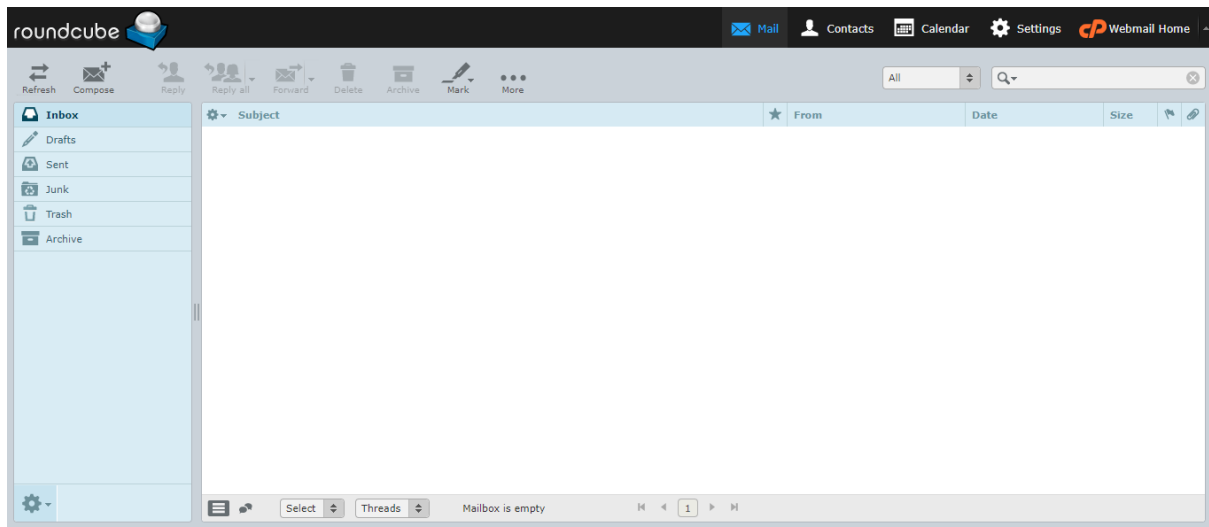 roundcube
Mail Contacts Calendar Settings cP Webmail Home
Refresh Compose Reply Reply all Forward Delete Archive Mark More
All
Inbox
Drafts
Sent
Junk
Trash
Archive
Subject From Date Size
Select Threads Mailbox is empty 1